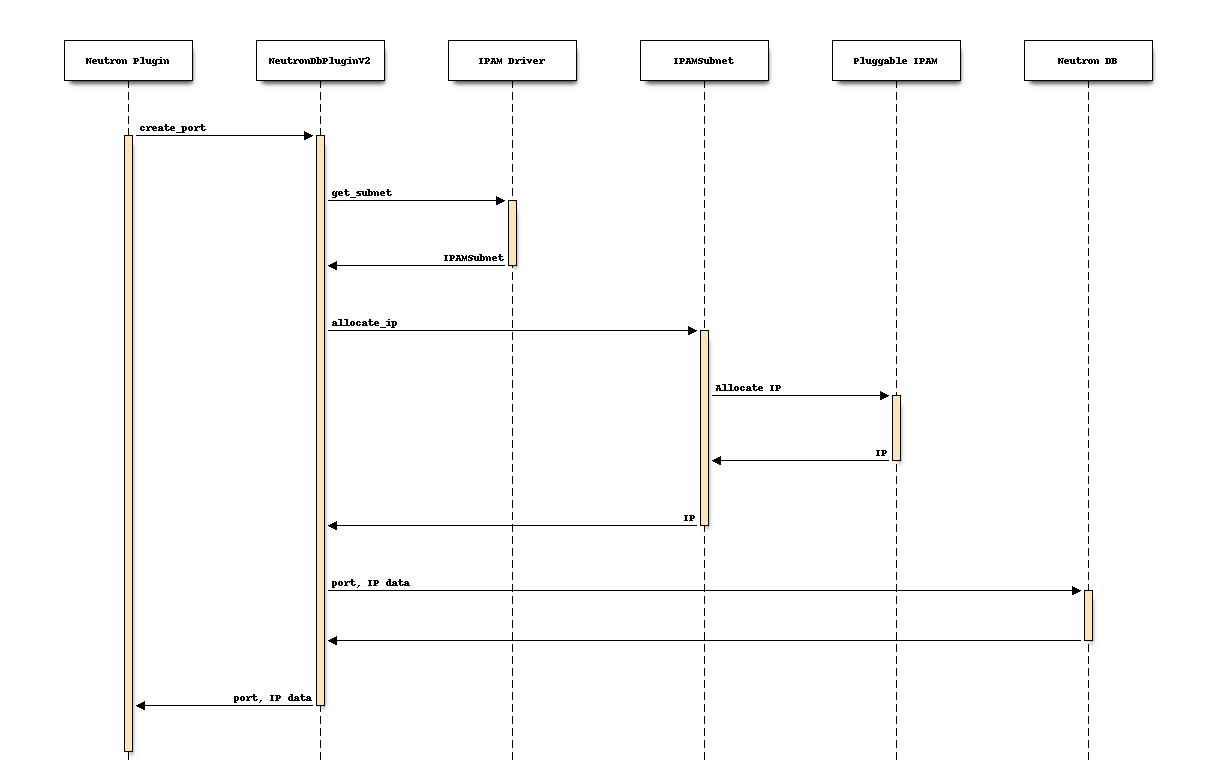 Neutron Plugin
NeutronDbPluginV2
IPAM Driver
IPAMSubnet
Pluggable IPAM
Neutron DB
create_port
get_subnet
IPAMSubnet
allocate_ip
Allocate IP
IP
IP
port, IP data
port, IP data